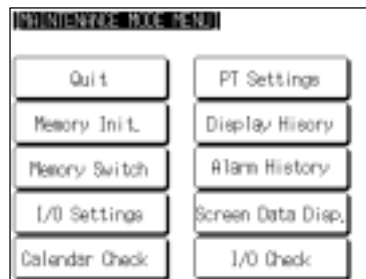 [MAINTENANCE MODE MENU]
Quit
PT Settings
Memory Init.
Display Hisory
Memory Switch
Alarm History
I/O Settings
Screen Data Disp.
Calendar Check
I/O Check